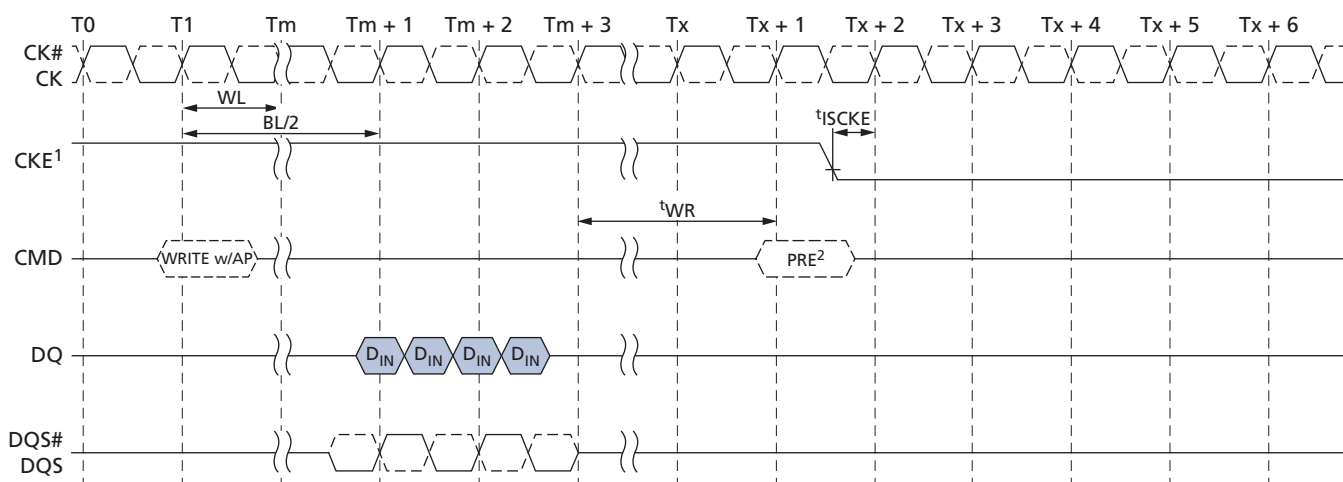 T0 T1 Tm Tm + 1 Tm + 2 Tm + 3 Tx Tx + 1 Tx + 2 Tx + 3 Tx + 4 Tx + 5 Tx + 6
CK#
CK
WL
BL/2
tISCKE
CKE1
tWR
CMD WRITE w/AP PRE2
DQ DIN DIN DIN DIN
DQS#
DQS